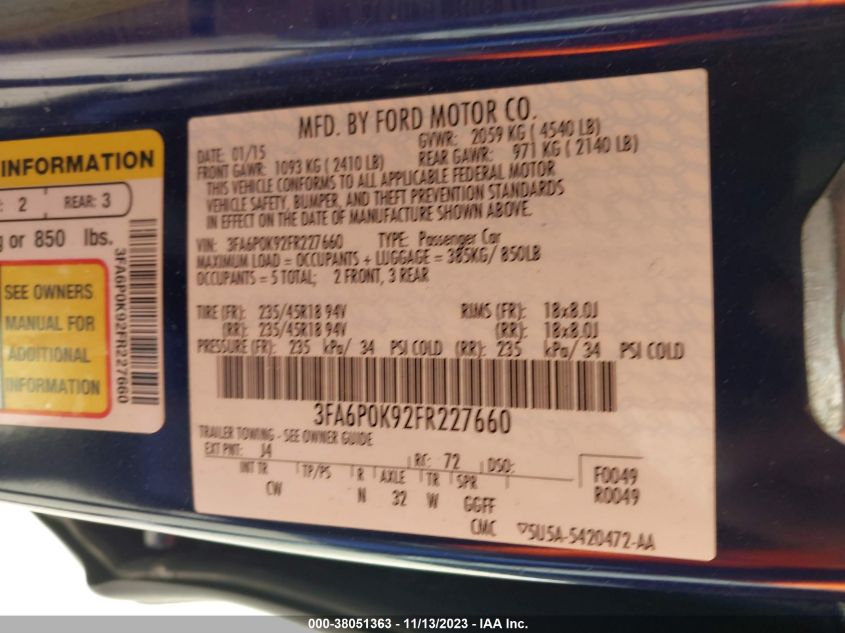 MFD. BY FORD MOTOR CO.
DATE: 01/15 GVWR: 2059 KG ( 4540 LB)
FRONT GAWR: 1093 KG ( 2410 LB) REAR GAWR: 971 KG ( 2140 LB)
THIS VEHICLE CONFORMS TO ALL APPLICABLE FEDERAL MOTOR
VEHICLE SAFETY, BUMPER, AND THEFT PREVENTION STANDARDS
IN EFFECT ON THE DATE OF MANUFACTURE SHOWN ABOVE.
VIN: 3FA6P0K92FR227660 TYPE: Passenger Car
MAXIMUM LOAD = OCCUPANTS + LUGGAGE = 385KG/ 850LB
OCCUPANTS = 5 TOTAL; 2 FRONT, 3 REAR
TIRE (FR): 235/45R18 94V RIMS (FR): 18x8.0J
(RR): 235/45R18 94V (RR): 18x8.0J
PRESSURE (FR): 235 kPa/ 34 PSI COLD (RR): 235 kPa/ 34 PSI COLD
3FA6P0K92FR227660
TRAILER TOWING - SEE OWNER GUIDE
EXT PNT: J4 RC: 72 DSO:
INT TR TP/PS R AXLE TR SPR
CW N 32 W GGFF
F0049
R0049
CMC ▽5U5A-5420472-AA
INFORMATION
: 2 REAR: 3
g or 850 lbs.
SEE OWNERS
MANUAL FOR
ADDITIONAL
INFORMATION
3FA6P0K92FR227660
000-38051363 - 11/13/2023 - IAA Inc.